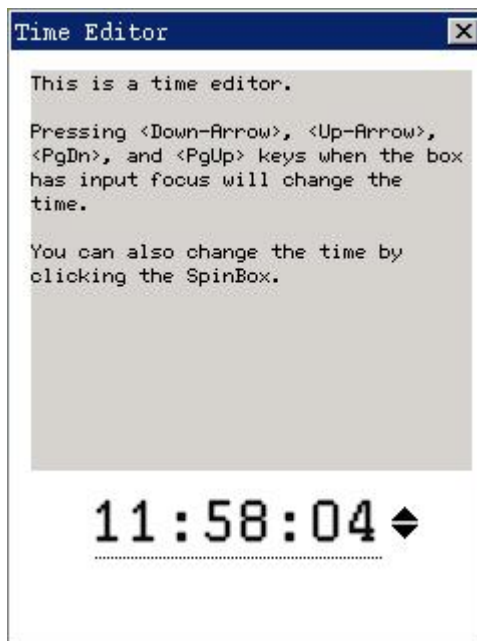 Time Editor
This is a time editor.
Pressing <Down-Arrow>, <Up-Arrow>,
<PgDn>, and <PgUp> keys when the box
has input focus will change the
time.
You can also change the time by
clicking the SpinBox.
11:58:04